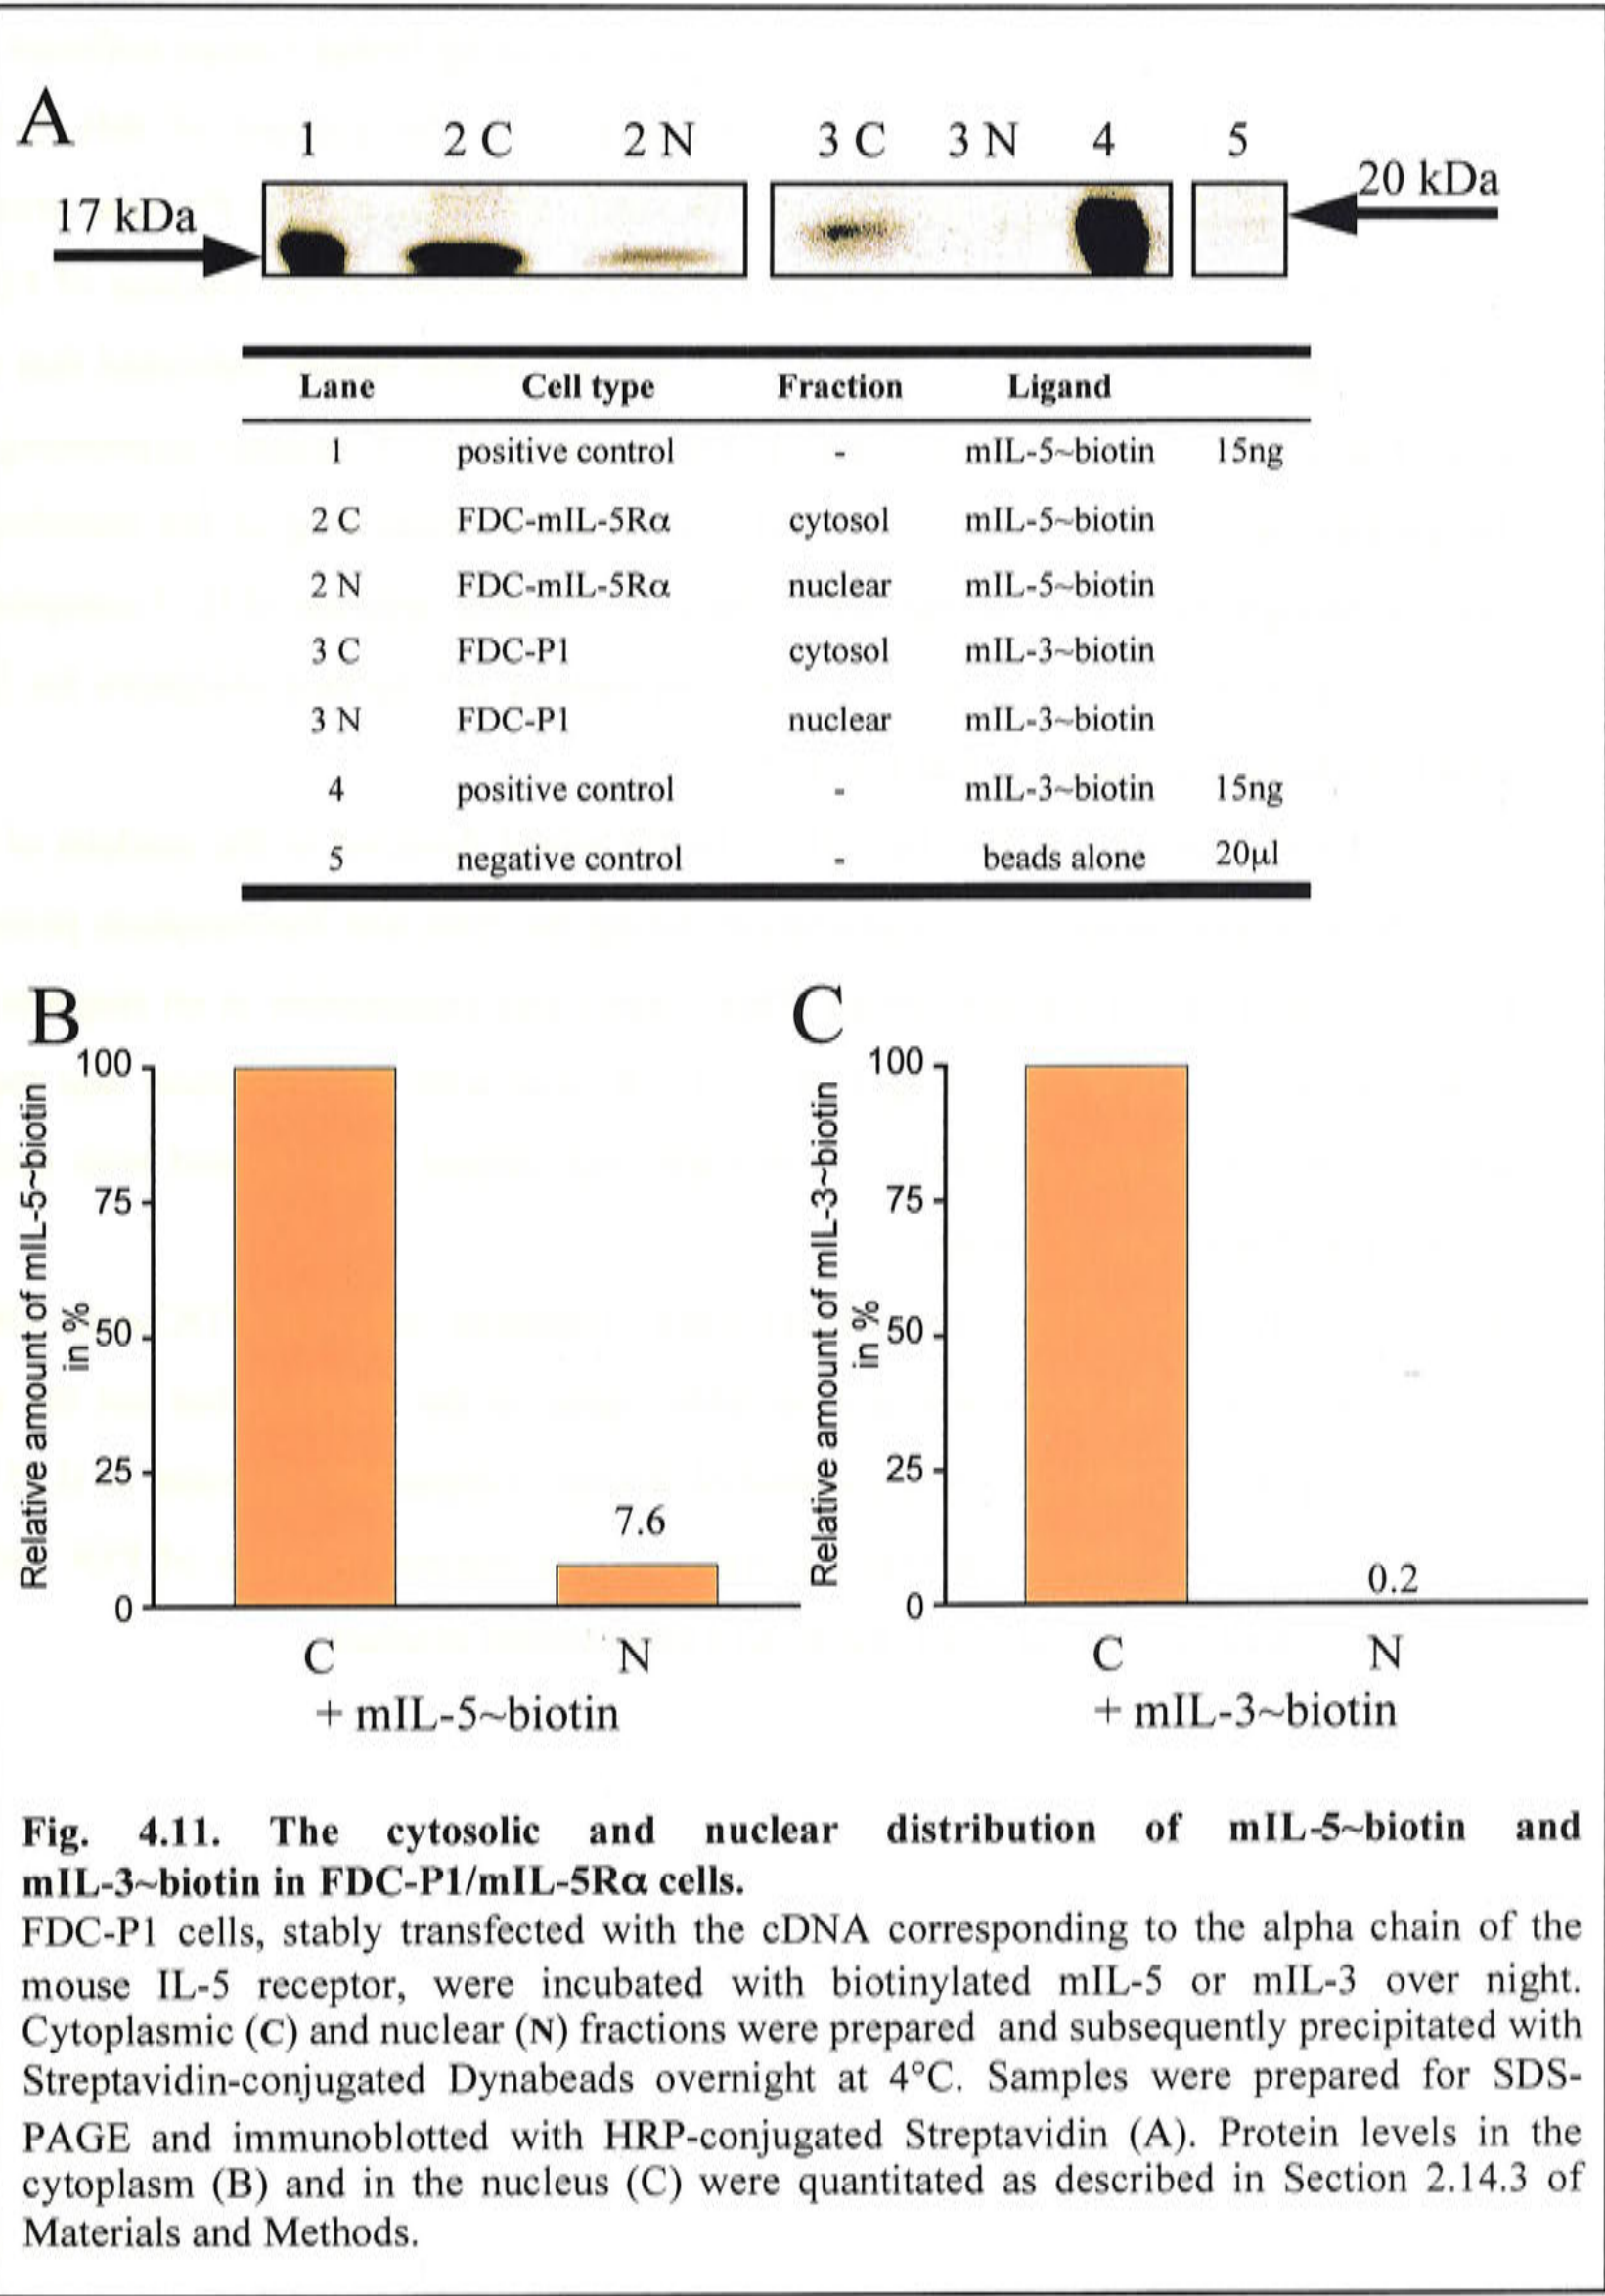 A
1 2 C 2 N 3 C 3 N 4 5
17 kDa
20 kDa
Lane Cell type Fraction Ligand
1 positive control - mIL-5~biotin 15ng
2 C FDC-mIL-5Rα cytosol mIL-5~biotin
2 N FDC-mIL-5Rα nuclear mIL-5~biotin
3 C FDC-P1 cytosol mIL-3~biotin
3 N FDC-P1 nuclear mIL-3~biotin
4 positive control - mIL-3~biotin 15ng
5 negative control - beads alone 20µl
B
Relative amount of mIL-5~biotin
in %
100
75
50
25
0
7.6
C N
+ mIL-5~biotin
C
Relative amount of mIL-3~biotin
in %
100
75
50
25
0
0.2
C N
+ mIL-3~biotin
Fig. 4.11. The cytosolic and nuclear distribution of mIL-5~biotin and
mIL-3~biotin in FDC-P1/mIL-5Rα cells.
FDC-P1 cells, stably transfected with the cDNA corresponding to the alpha chain of the
mouse IL-5 receptor, were incubated with biotinylated mIL-5 or mIL-3 over night.
Cytoplasmic (C) and nuclear (N) fractions were prepared and subsequently precipitated with
Streptavidin-conjugated Dynabeads overnight at 4°C. Samples were prepared for SDS-
PAGE and immunoblotted with HRP-conjugated Streptavidin (A). Protein levels in the
cytoplasm (B) and in the nucleus (C) were quantitated as described in Section 2.14.3 of
Materials and Methods.